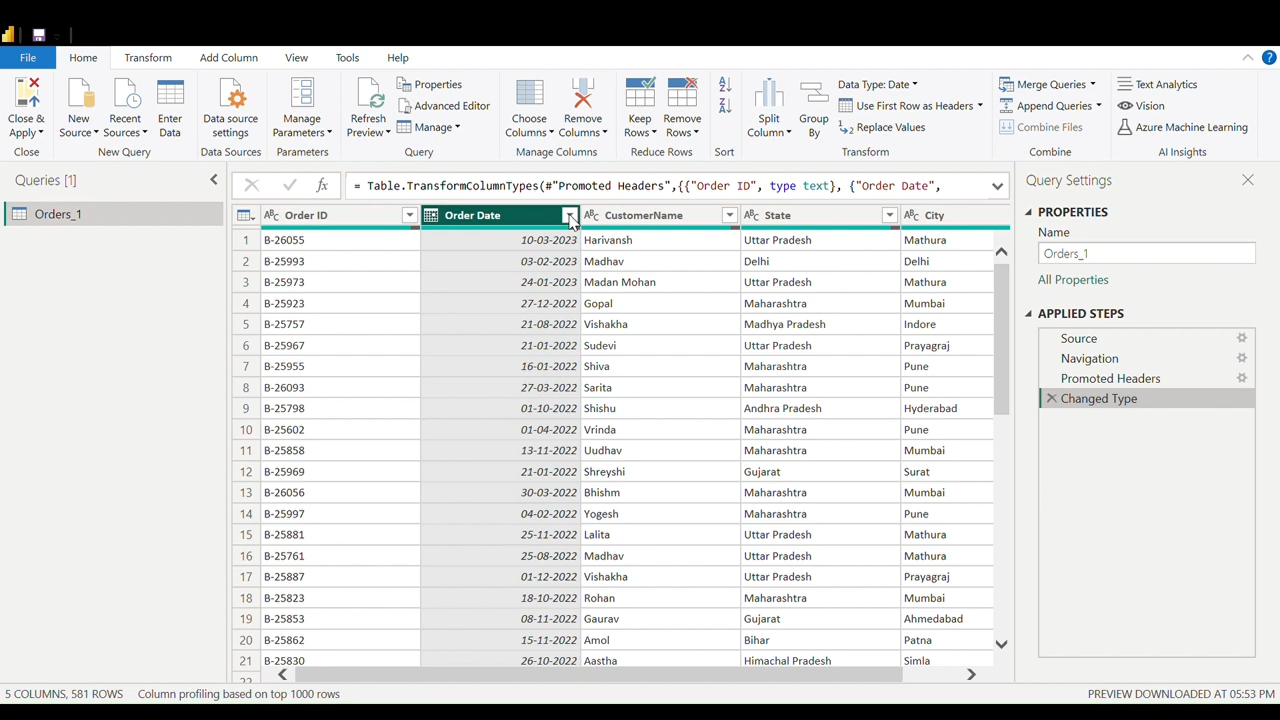 File Home Transform Add Column View Tools Help
Close & Apply New Source Recent Sources Enter Data Data source settings Manage Parameters Refresh Preview Properties Advanced Editor Manage Choose Columns Remove Columns Keep Rows Remove Rows Split Column Group By Data Type: Date Use First Row as Headers Replace Values Merge Queries Append Queries Combine Files Text Analytics Vision Azure Machine Learning
Close New Query Data Sources Parameters Query Manage Columns Reduce Rows Sort Transform Combine AI Insights
Queries [1]
Orders_1
= Table.TransformColumnTypes(#"Promoted Headers",{{"Order ID", type text}, {"Order Date",
Order ID Order Date CustomerName State City
1 B-26055 10-03-2023 Harivansh Uttar Pradesh Mathura
2 B-25993 03-02-2023 Madhav Delhi Delhi
3 B-25973 24-01-2023 Madan Mohan Uttar Pradesh Mathura
4 B-25923 27-12-2022 Gopal Maharashtra Mumbai
5 B-25757 21-08-2022 Vishakha Madhya Pradesh Indore
6 B-25967 21-01-2022 Sudevi Uttar Pradesh Prayagraj
7 B-25955 16-01-2022 Shiva Maharashtra Pune
8 B-26093 27-03-2022 Sarita Maharashtra Pune
9 B-25798 01-10-2022 Shishu Andhra Pradesh Hyderabad
10 B-25602 01-04-2022 Vrinda Maharashtra Pune
11 B-25858 13-11-2022 Uudhav Maharashtra Mumbai
12 B-25969 21-01-2022 Shreyshi Gujarat Surat
13 B-26056 30-03-2022 Bhishm Maharashtra Mumbai
14 B-25997 04-02-2022 Yogesh Maharashtra Pune
15 B-25881 25-11-2022 Lalita Uttar Pradesh Mathura
16 B-25761 25-08-2022 Madhav Uttar Pradesh Mathura
17 B-25887 01-12-2022 Vishakha Uttar Pradesh Prayagraj
18 B-25823 18-10-2022 Rohan Maharashtra Mumbai
19 B-25853 08-11-2022 Gaurav Gujarat Ahmedabad
20 B-25862 15-11-2022 Amol Bihar Patna
21 B-25830 26-10-2022 Aastha Himachal Pradesh Simla
Query Settings
PROPERTIES
Name
Orders_1
All Properties
APPLIED STEPS
Source
Navigation
Promoted Headers
Changed Type
5 COLUMNS, 581 ROWS Column profiling based on top 1000 rows PREVIEW DOWNLOADED AT 05:53 PM